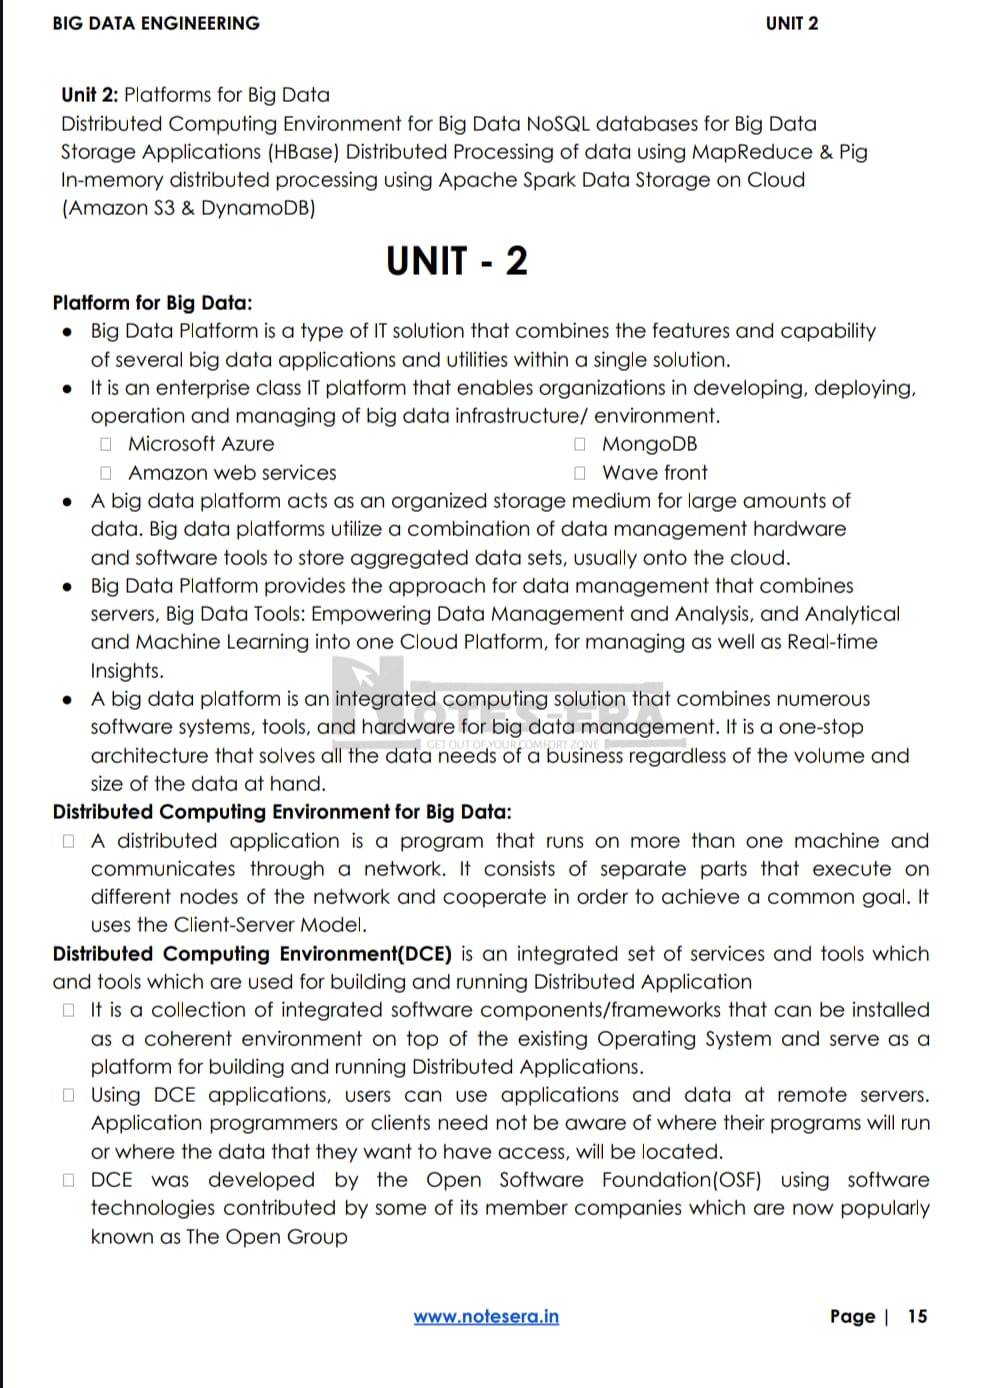 BIG DATA ENGINEERING UNIT 2
Unit 2: Platforms for Big Data
Distributed Computing Environment for Big Data NoSQL databases for Big Data
Storage Applications (HBase) Distributed Processing of data using MapReduce & Pig
In-memory distributed processing using Apache Spark Data Storage on Cloud
(Amazon S3 & DynamoDB)
UNIT - 2
Platform for Big Data:
● Big Data Platform is a type of IT solution that combines the features and capability
of several big data applications and utilities within a single solution.
● It is an enterprise class IT platform that enables organizations in developing, deploying,
operation and managing of big data infrastructure/ environment.
□ Microsoft Azure □ MongoDB
□ Amazon web services □ Wave front
● A big data platform acts as an organized storage medium for large amounts of
data. Big data platforms utilize a combination of data management hardware
and software tools to store aggregated data sets, usually onto the cloud.
● Big Data Platform provides the approach for data management that combines
servers, Big Data Tools: Empowering Data Management and Analysis, and Analytical
and Machine Learning into one Cloud Platform, for managing as well as Real-time
Insights.
● A big data platform is an integrated computing solution that combines numerous
software systems, tools, and hardware for big data management. It is a one-stop
NOTES-ERA
GET OUT OF YOUR COMFORT ZONE
architecture that solves all the data needs of a business regardless of the volume and
size of the data at hand.
Distributed Computing Environment for Big Data:
□ A distributed application is a program that runs on more than one machine and
communicates through a network. It consists of separate parts that execute on
different nodes of the network and cooperate in order to achieve a common goal. It
uses the Client-Server Model.
Distributed Computing Environment(DCE) is an integrated set of services and tools which
and tools which are used for building and running Distributed Application
□ It is a collection of integrated software components/frameworks that can be installed
as a coherent environment on top of the existing Operating System and serve as a
platform for building and running Distributed Applications.
□ Using DCE applications, users can use applications and data at remote servers.
Application programmers or clients need not be aware of where their programs will run
or where the data that they want to have access, will be located.
□ DCE was developed by the Open Software Foundation(OSF) using software
technologies contributed by some of its member companies which are now popularly
known as The Open Group
www.notesera.in Page | 15